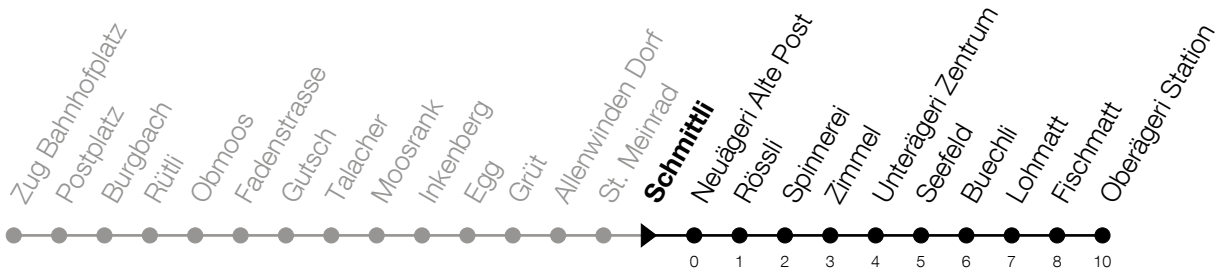 Zug Bahnhofplatz
Postplatz
Burgbach
Rütli
Obmoos
Fadenstrasse
Gutsch
Talacher
Moosrank
Inkenberg
Egg
Grüt
Allenwinden Dorf
St. Meinrad
Schmittli
Neuägeri Alte Post
Rössli
Spinnerei
Zimmel
Unterägeri Zentrum
Seefeld
Buechli
Lohmatt
Fischmatt
Oberägeri Station
0 1 2 3 4 5 6 7 8 10